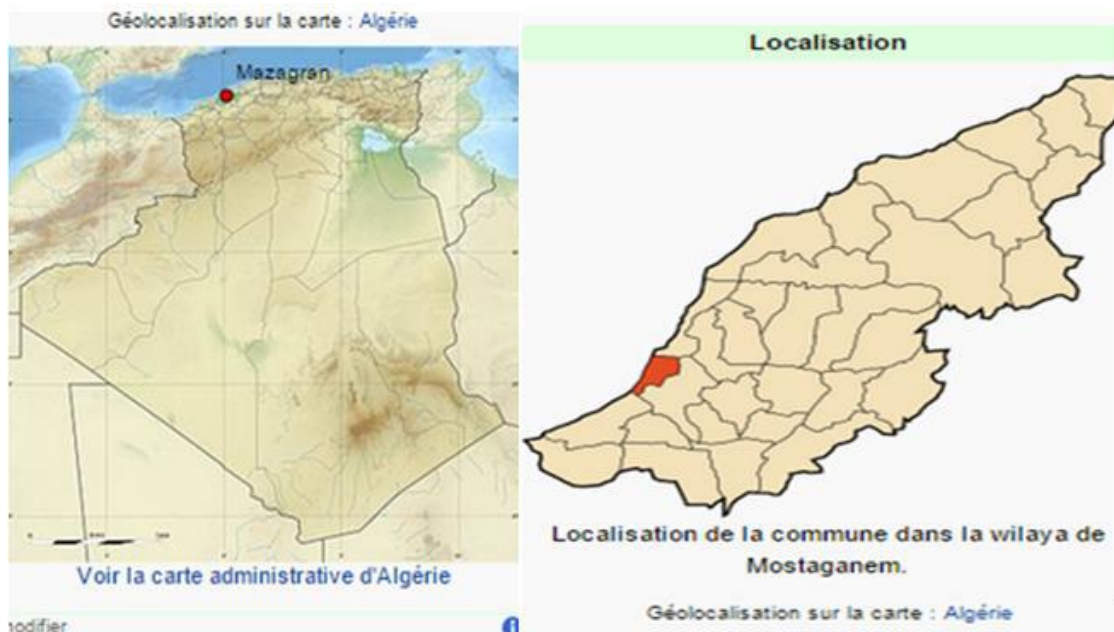 Géolocalisation sur la carte : Algérie
Mazagran
Voir la carte administrative d'Algérie
modifier
Localisation
Localisation de la commune dans la wilaya de
Mostaganem.
Géolocalisation sur la carte : Algérie